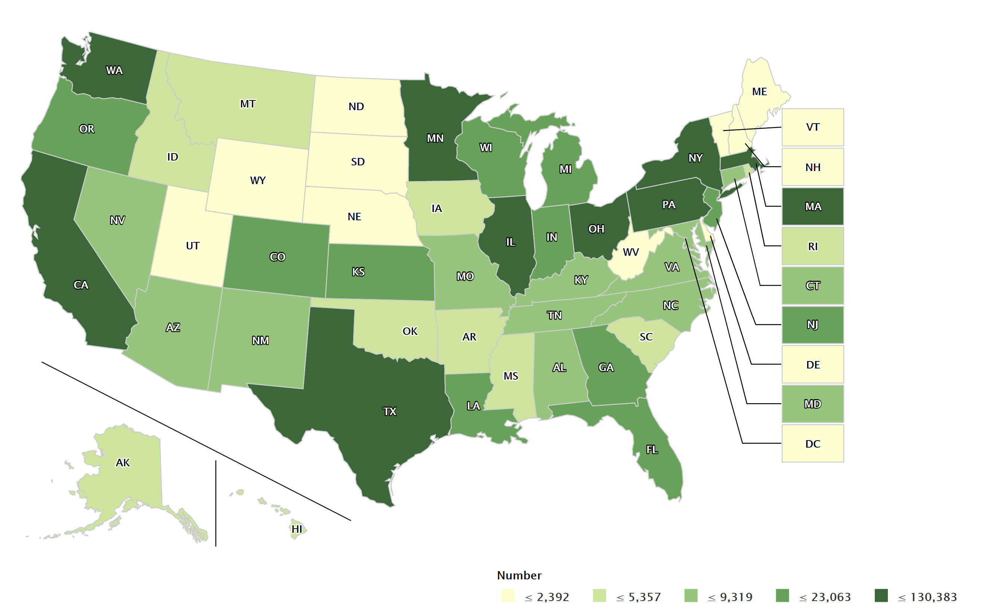 WA
ME
MT
ND
VT
OR
MN
WI
ID
SD
NY
NH
MI
WY
PA
MA
IA
NE
NV
OH
IN
IL
UT
RI
WV
CO
VA
KS
MO
KY
CA
CT
NC
TN
NJ
AZ
OK
AR
SC
NM
DE
AL
GA
MS
MD
LA
TX
DC
FL
AK
HI
Number
≤ 2,392 ≤ 5,357 ≤ 9,319 ≤ 23,063 ≤ 130,383